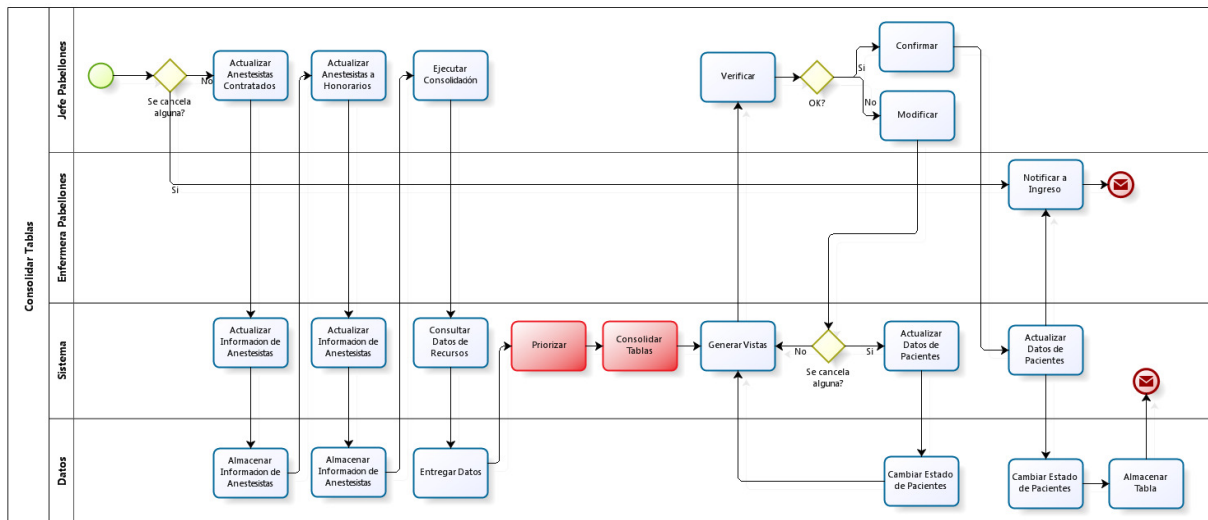 Consolidar Tablas
Jefe Pabellones
Se cancela
alguna?
No
Si
Actualizar
Anestesistas
Contratados
Actualizar
Anestesistas a
Honorarios
Ejecutar
Consolidación
Verificar
OK?
Si
No
Confirmar
Modificar
Enfermera Pabellones
Notificar a
Ingreso
Sistema
Actualizar
Informacion de
Anestesistas
Actualizar
Informacion de
Anestesistas
Consultar
Datos de
Recursos
Priorizar
Consolidar
Tablas
Generar Vistas
No
Se cancela
alguna?
Si
Actualizar
Datos de
Pacientes
Actualizar
Datos de
Pacientes
Datos
Almacenar
Informacion de
Anestesistas
Almacenar
Informacion de
Anestesistas
Entregar Datos
Cambiar Estado
de Pacientes
Cambiar Estado
de Pacientes
Almacenar
Tabla